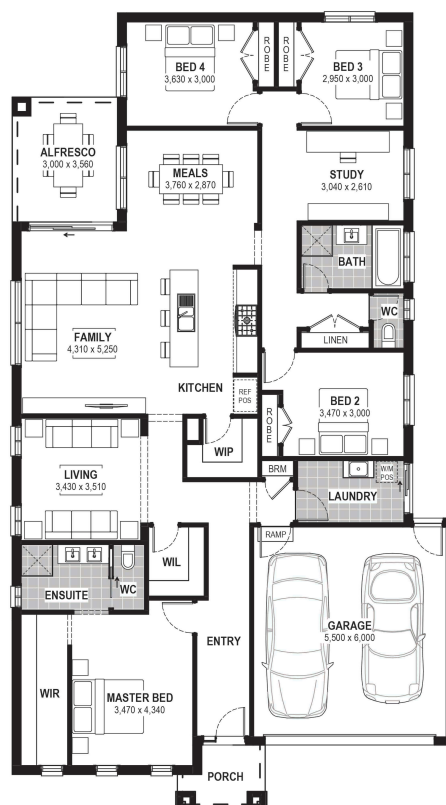 BED 4
3,630 x 3,000
ROBE
ROBE
BED 3
2,950 x 3,000
ALFRESCO
3,000 x 3,560
MEALS
3,760 x 2,870
STUDY
3,040 x 2,610
BATH
WC
LINEN
FAMILY
4,310 x 5,250
KITCHEN
REF
POS
BED 2
3,470 x 3,000
ROBE
WIP
LIVING
3,430 x 3,510
BRM
W/M
POS
LAUNDRY
RAMP
WIL
ENSUITE
WC
GARAGE
5,500 x 6,000
ENTRY
WIR
MASTER BED
3,470 x 4,340
PORCH